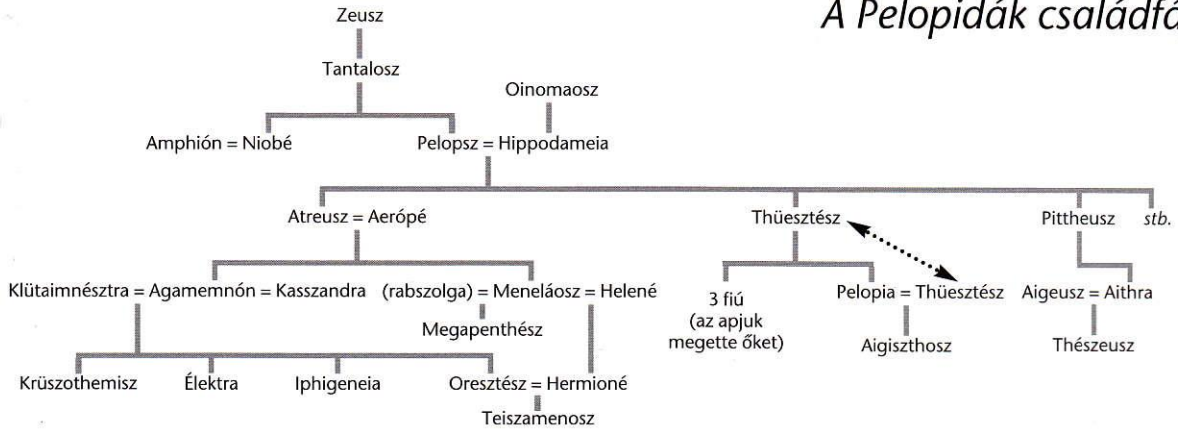 A Pelopidák családfá
Zeusz
Tantalosz
Oinomaosz
Amphión = Niobé
Pelopsz = Hippodameia
Atreusz = Aerópé
Thüesztész
Pittheusz
stb.
Klütaimnésztra = Agamemnón = Kasszandra
(rabszolga) = Meneláosz = Helené
3 fiú
(az apjuk
megette őket)
Pelopia = Thüesztész
Aigeusz = Aithra
Megapenthész
Aigiszthosz
Thészeusz
Krüszothemisz
Élektra
Iphigeneia
Oresztész = Hermioné
Teiszamenosz